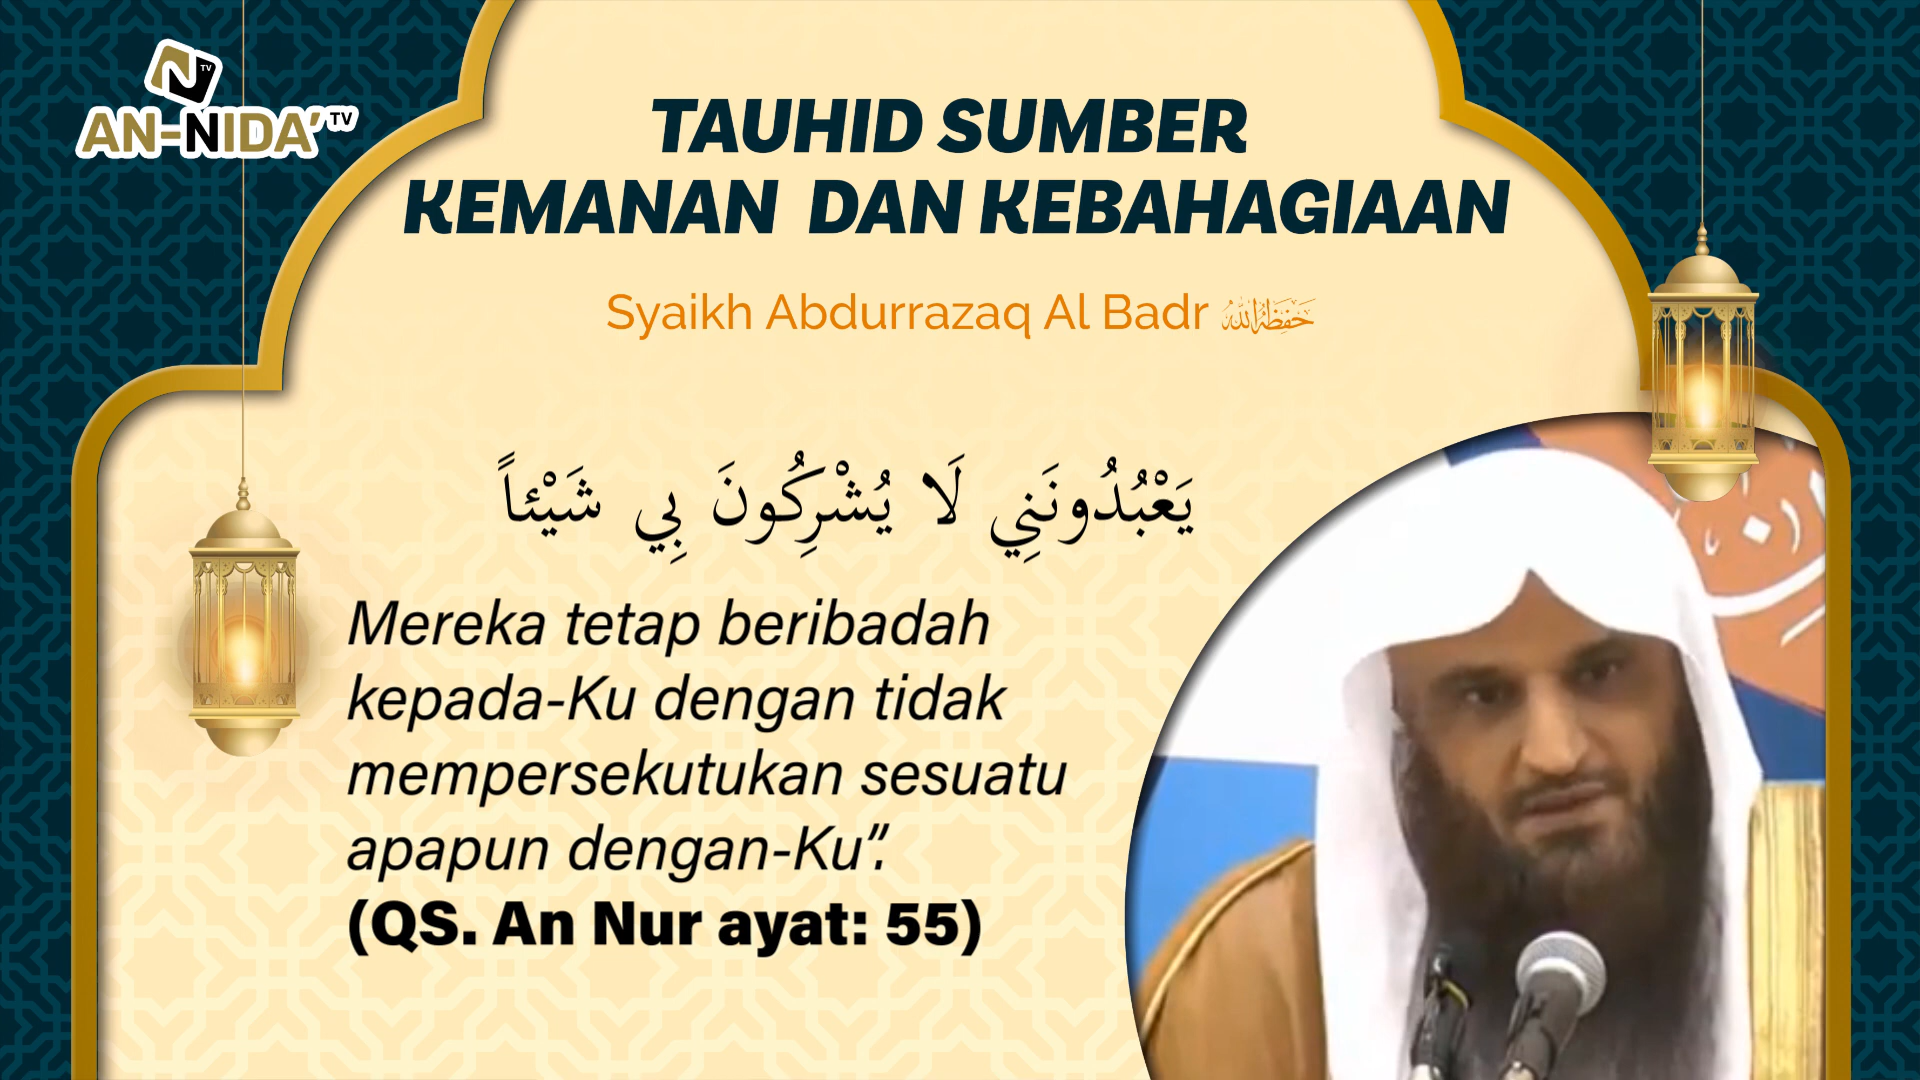 N TV
AN-NIDA' TV
TAUHID SUMBER
KEMANAN DAN KEBAHAGIAAN
Syaikh Abdurrazaq Al Badr حفظه الله
يَعْبُدُونَنِي لَا يُشْرِكُونَ بِي شَيْئاً
Mereka tetap beribadah
kepada-Ku dengan tidak
mempersekutukan sesuatu
apapun dengan-Ku”.
(QS. An Nur ayat: 55)